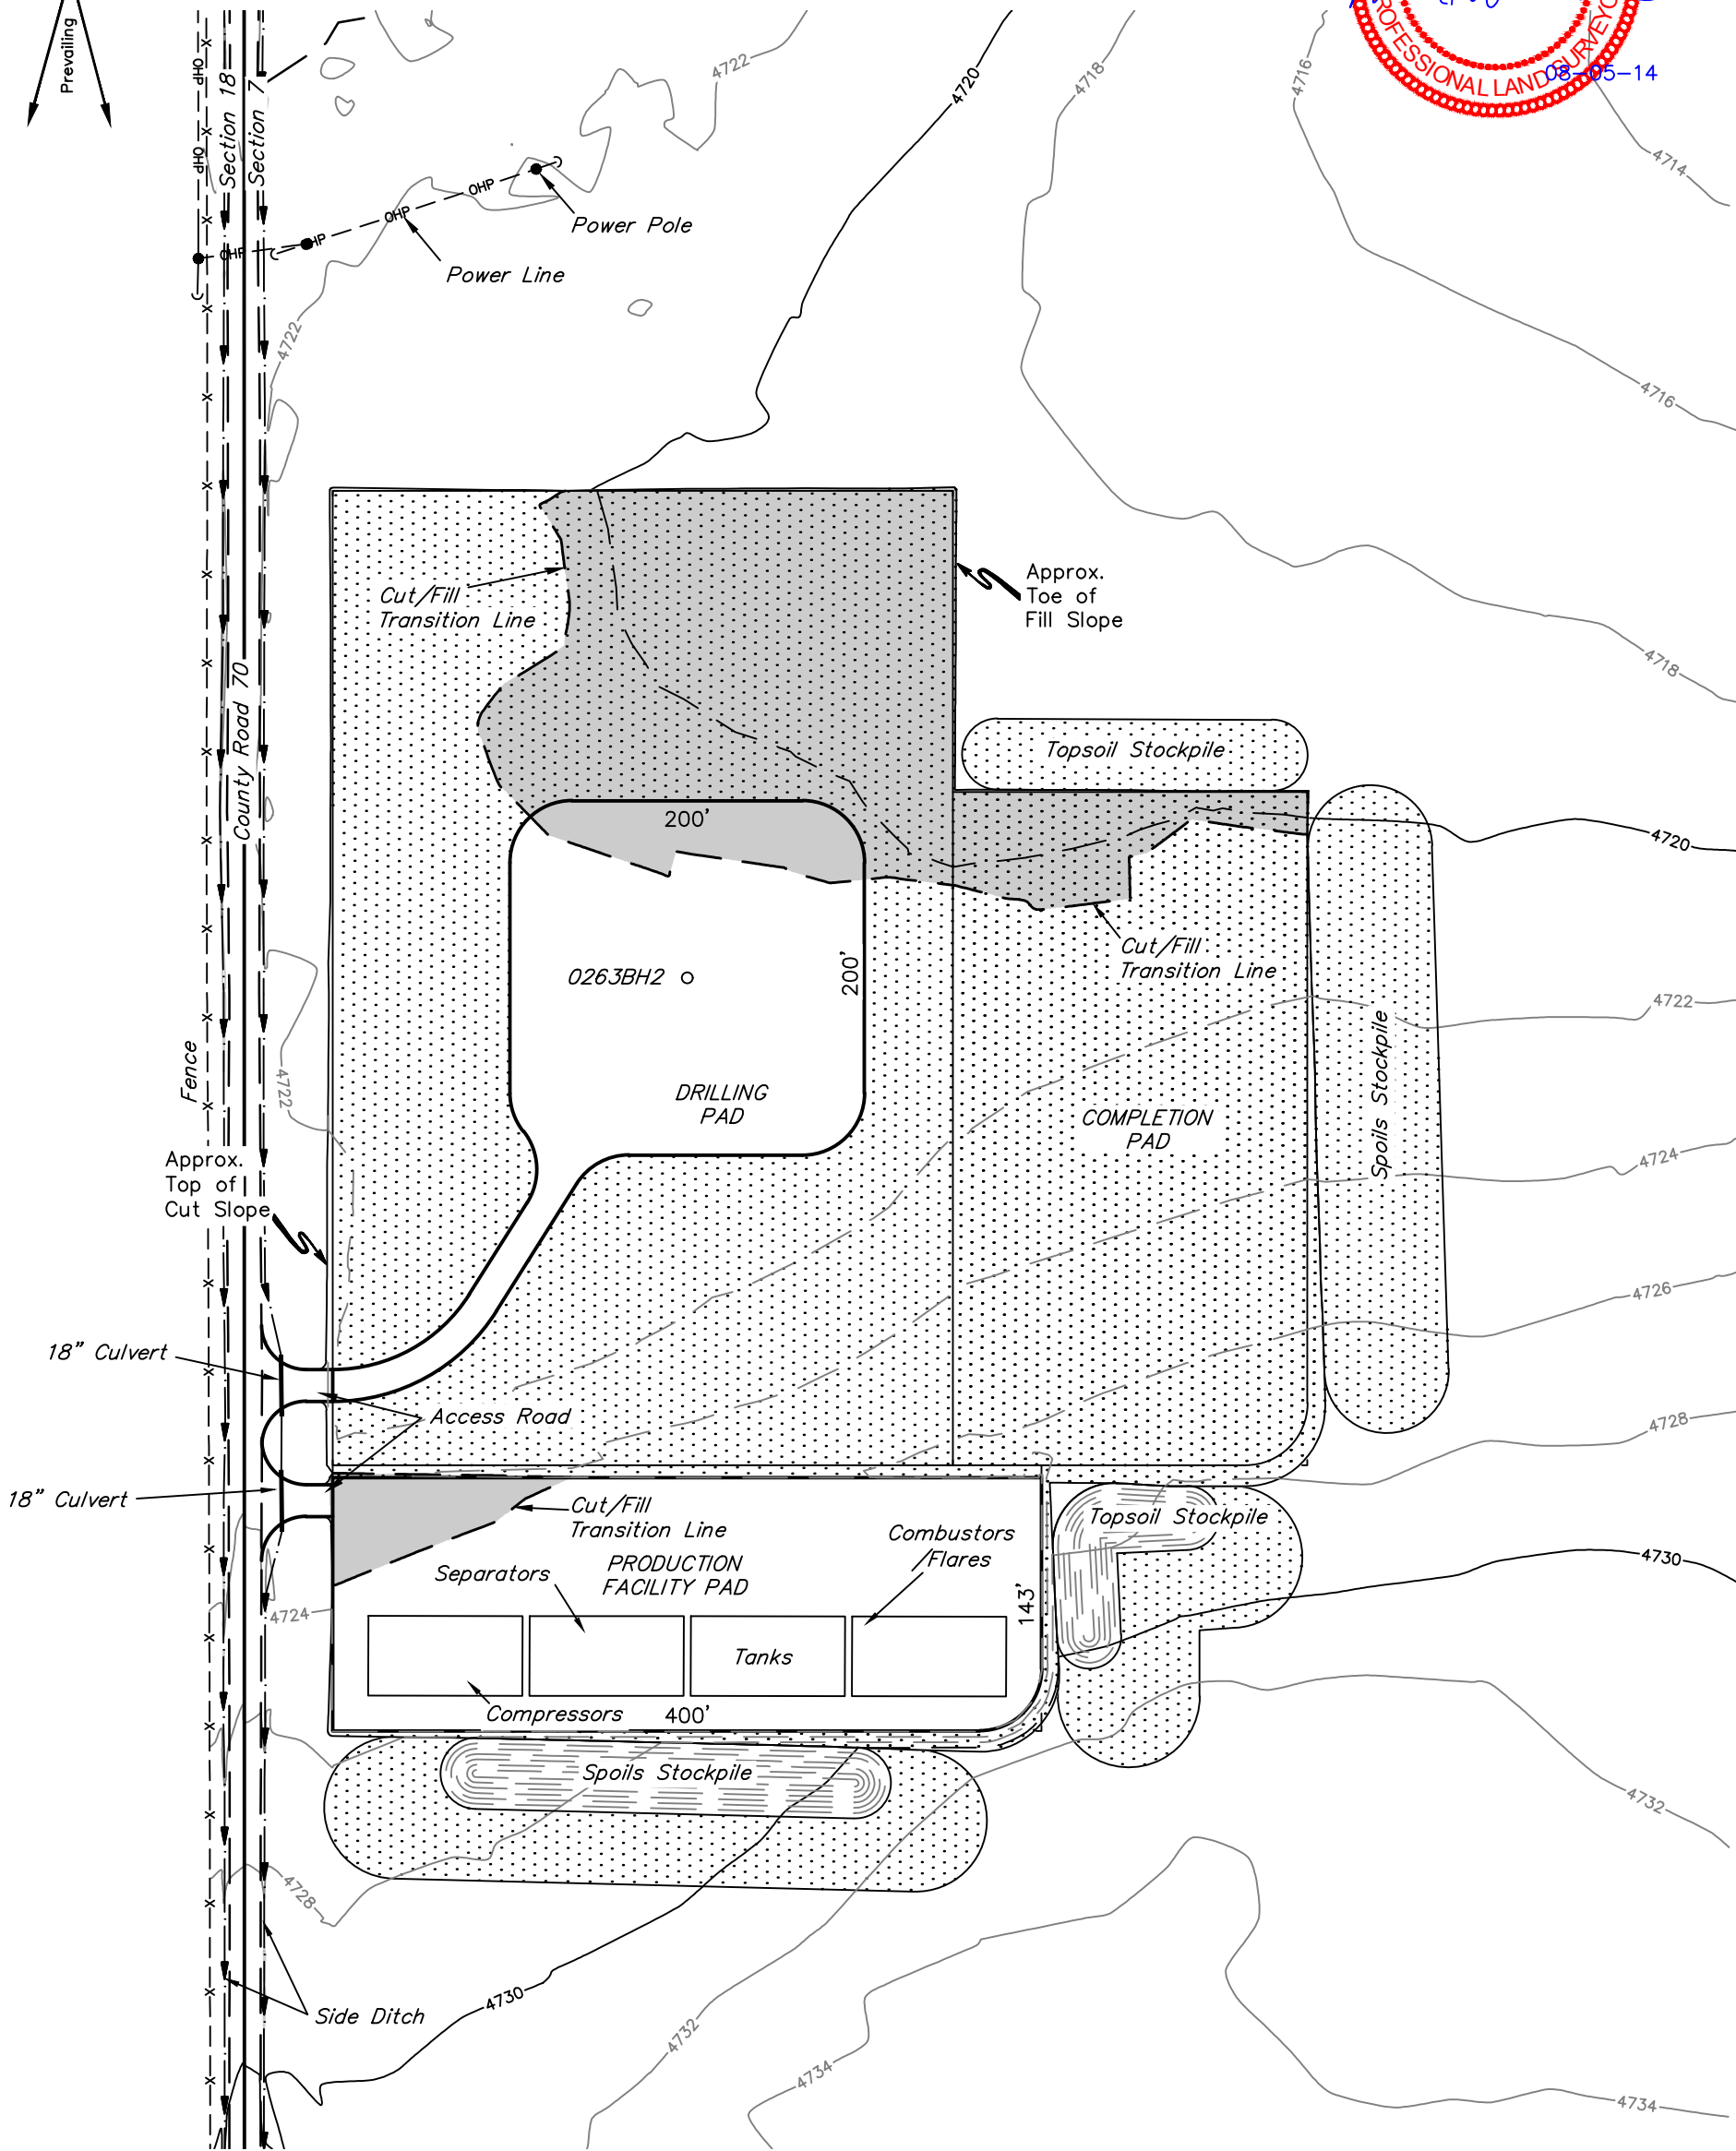 Prevailing
PROFESSIONAL LAND SURVEYO
08-05-14
OHP
OHP
Section 18
Section 7
4722
4720
4718
4716
4714
OHP
OHP
OHP
HP
Power Pole
Power Line
4722
4716
Cut/Fill
Transition Line
Approx.
Toe of
Fill Slope
4718
County Road 70
Topsoil Stockpile
200'
4720
0263BH2
200'
Cut/Fill
Transition Line
4722
Fence
4722
DRILLING
PAD
COMPLETION
PAD
Spoils Stockpile
4724
Approx.
Top of
Cut Slope
4726
18" Culvert
Access Road
4728
18" Culvert
Cut/Fill
Transition Line
Topsoil Stockpile
Combustors
/Flares
PRODUCTION
FACILITY PAD
Separators
4730
4724
143'
Tanks
Compressors
400'
Spoils Stockpile
4732
4728
4730
Side Ditch
4732
4734
4734